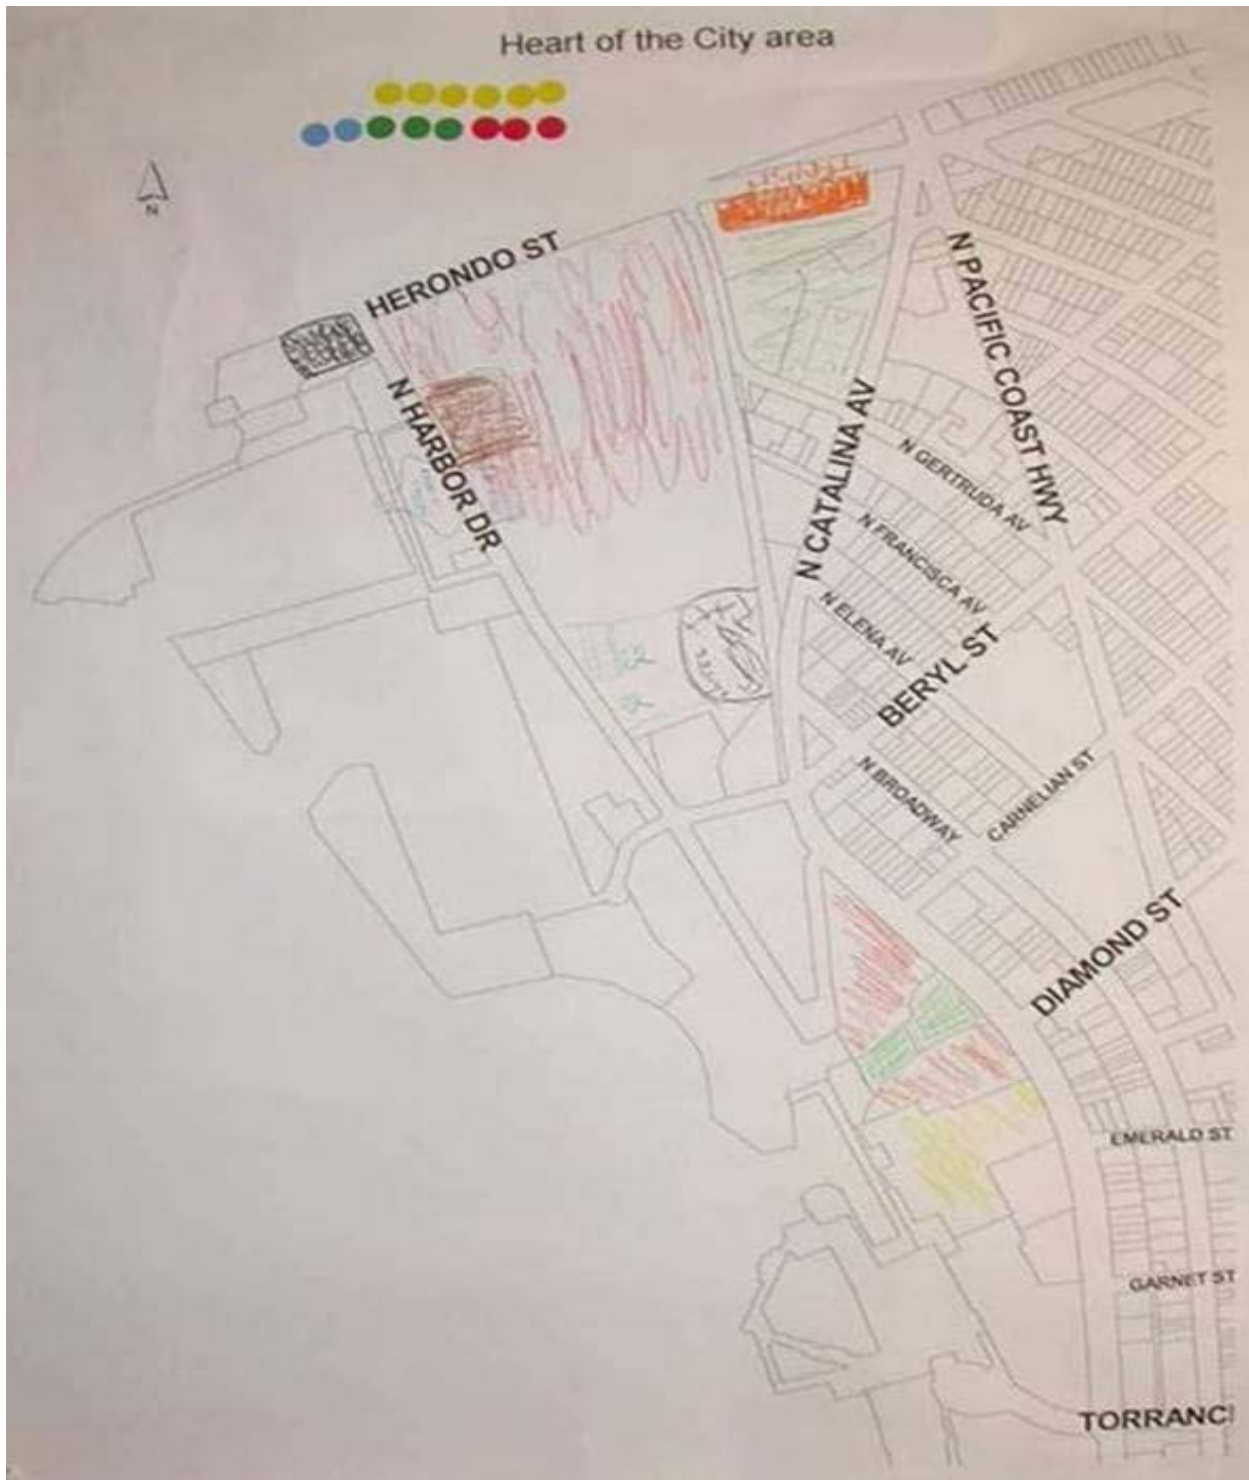 Heart of the City area
N
HERONDO ST
N HARBOR DR
N PACIFIC COAST HWY
N CATALINA AV
N GERTRUDA AV
N FRANCISCA AV
N ELENA AV
BERYL ST
N BROADWAY
CARNELIAN ST
DIAMOND ST
EMERALD ST
GARNET ST
TORRANC